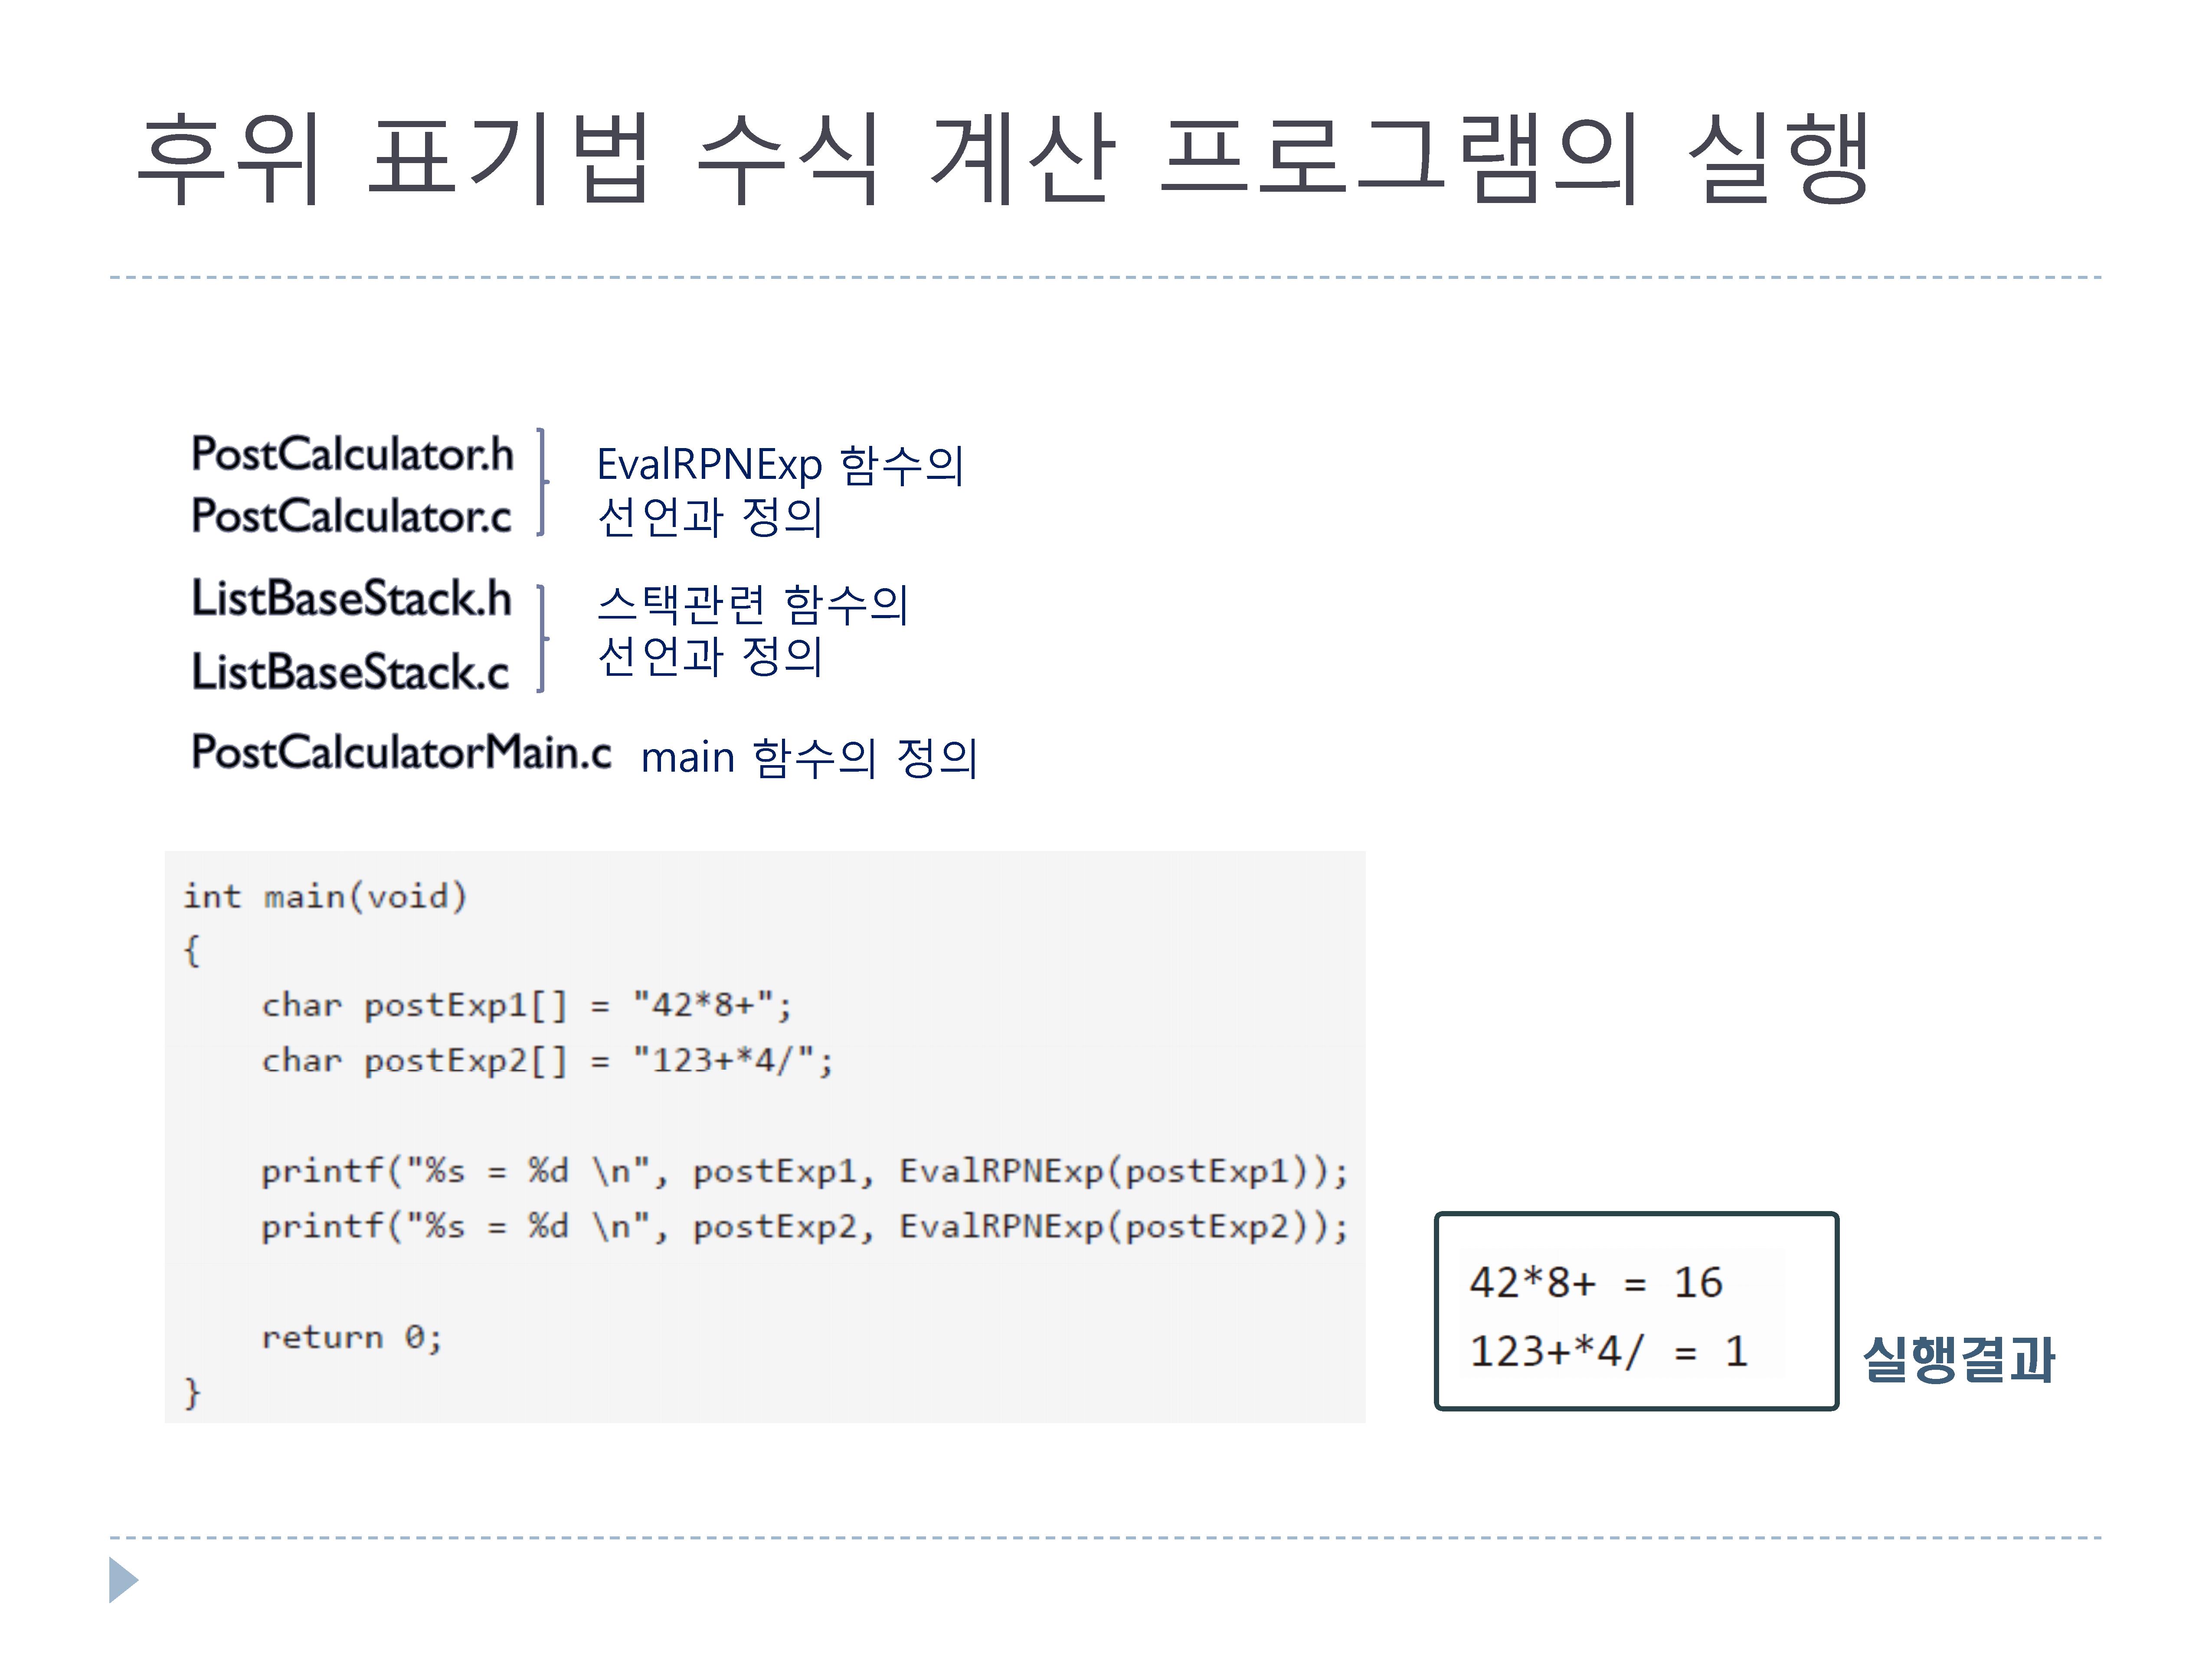 후위 표기법 수식 계산 프로그램의 실행
PostCalculator.h
PostCalculator.c
EvalRPNExp 함수의
선언과 정의
ListBaseStack.h
ListBaseStack.c
스택관련 함수의
선언과 정의
PostCalculatorMain.c main 함수의 정의
int main(void)
{
    char postExp1[] = "42*8+";
    char postExp2[] = "123+*4/";
    printf("%s = %d \n", postExp1, EvalRPNExp(postExp1));
    printf("%s = %d \n", postExp2, EvalRPNExp(postExp2));
    return 0;
}
42*8+ = 16
123+*4/ = 1
실행결과